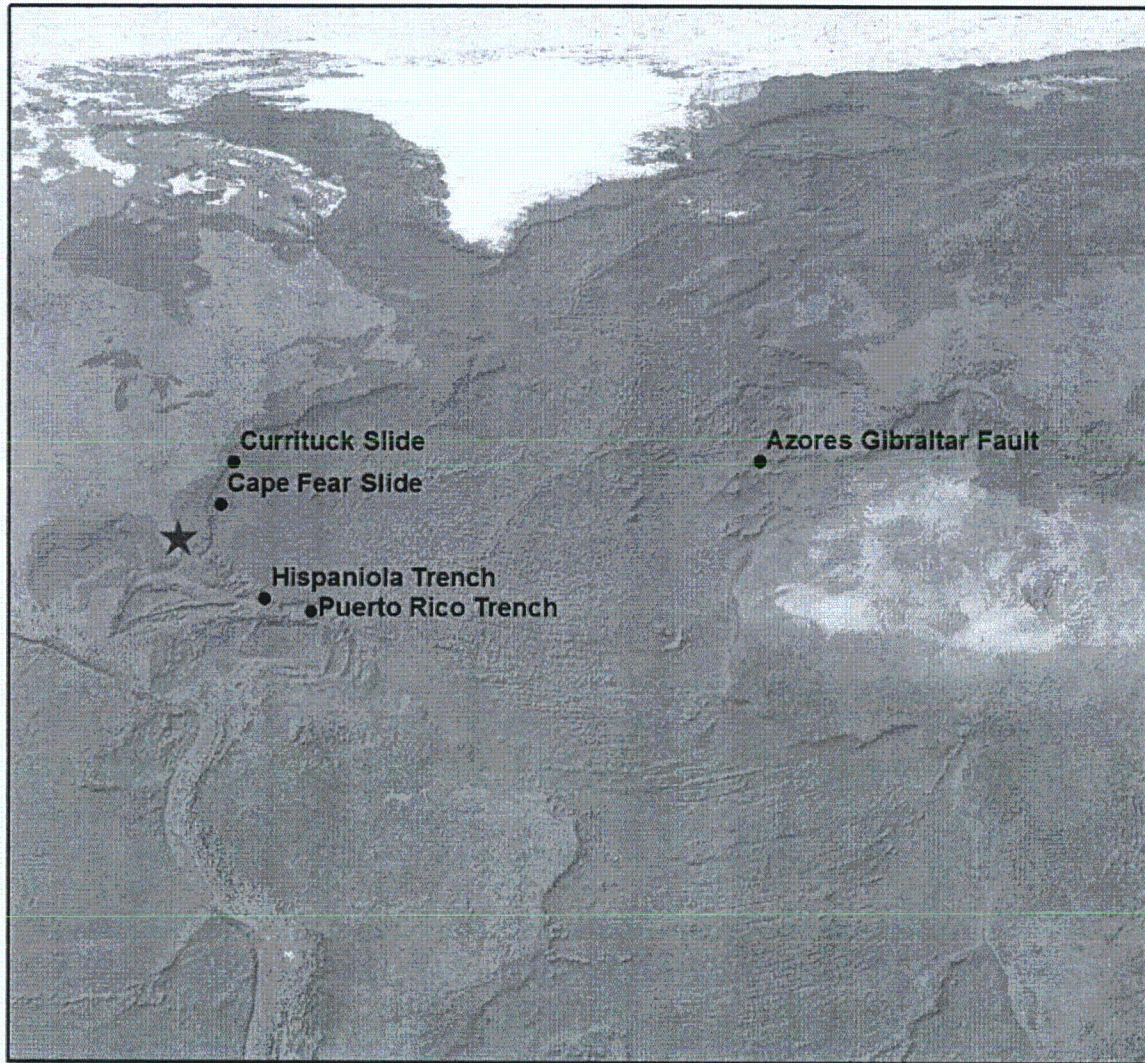 Currituck Slide
Azores Gibraltar Fault
Cape Fear Slide
Hispaniola Trench
Puerto Rico Trench